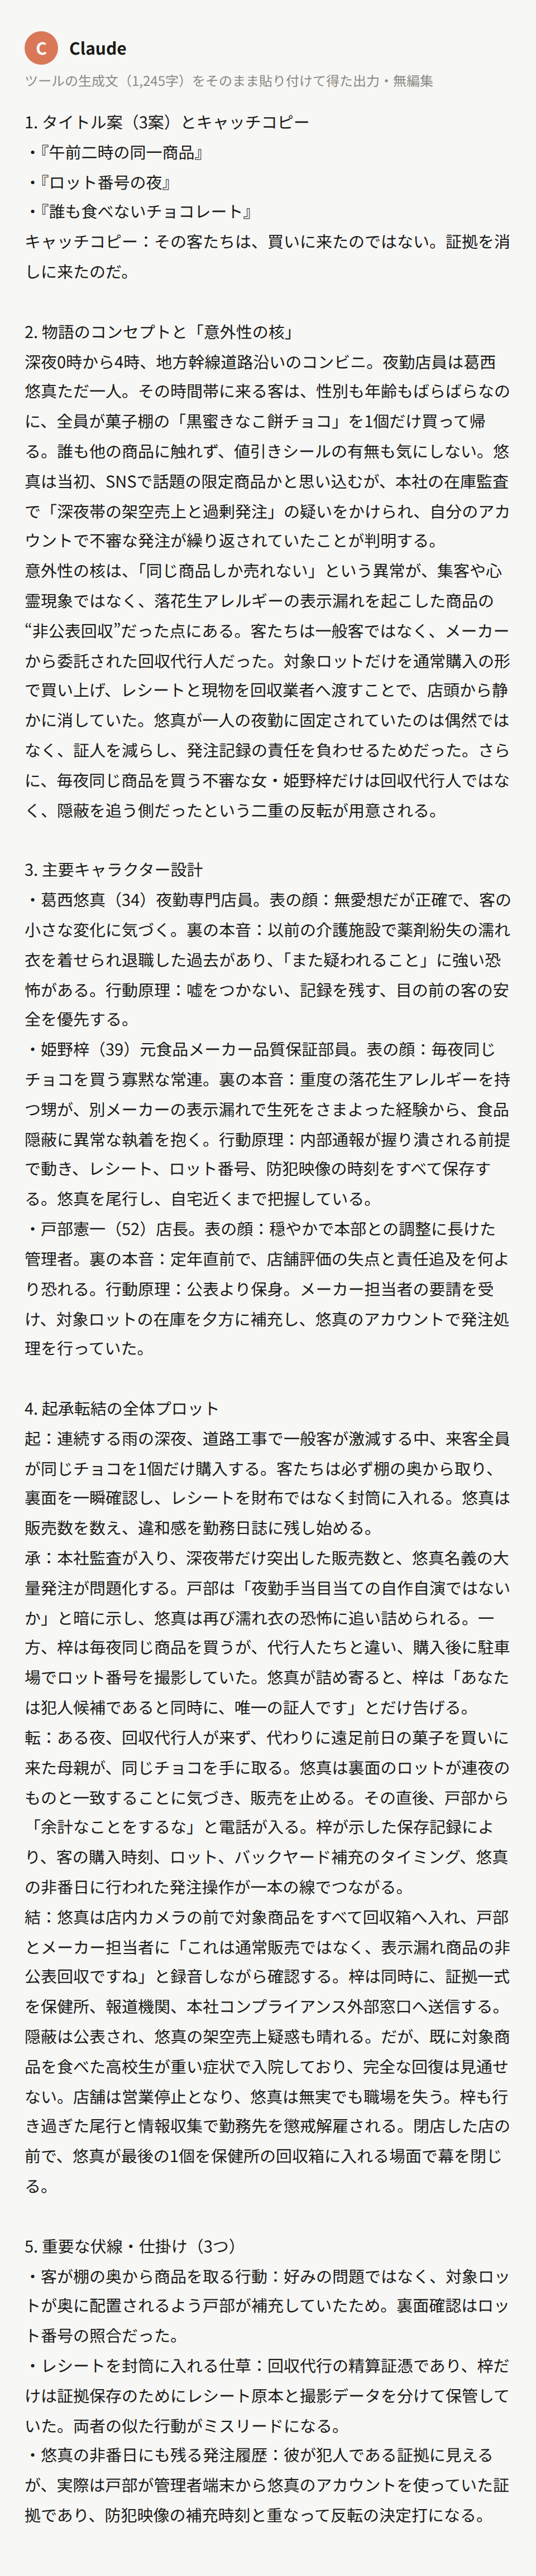 C Claude
ツールの生成文（1,245字）をそのまま貼り付けて得た出力・無編集
1. タイトル案（3案）とキャッチコピー
・『午前二時の同一商品』
・『ロット番号の夜』
・『誰も食べないチョコレート』
キャッチコピー：その客たちは、買いに来たのではない。証拠を消
しに来たのだ。
2. 物語のコンセプトと「意外性の核」
深夜0時から4時、地方幹線道路沿いのコンビニ。夜勤店員は葛西
悠真ただ一人。その時間帯に来る客は、性別も年齢もばらばらなの
に、全員が菓子棚の「黒蜜きなこ餅チョコ」を1個だけ買って帰
る。誰も他の商品に触れず、値引きシールの有無も気にしない。悠
真は当初、SNSで話題の限定商品かと思い込むが、本社の在庫監査
で「深夜帯の架空売上と過剰発注」の疑いをかけられ、自分のアカ
ウントで不審な発注が繰り返されていたことが判明する。
意外性の核は、「同じ商品しか売れない」という異常が、集客や心
霊現象ではなく、落花生アレルギーの表示漏れを起こした商品の
“非公表回収”だった点にある。客たちは一般客ではなく、メーカー
から委託された回収代行人だった。対象ロットだけを通常購入の形
で買い上げ、レシートと現物を回収業者へ渡すことで、店頭から静
かに消していた。悠真が一人の夜勤に固定されていたのは偶然では
なく、証人を減らし、発注記録の責任を負わせるためだった。さら
に、毎夜同じ商品を買う不審な女・姫野梓だけは回収代行人ではな
く、隠蔽を追う側だったという二重の反転が用意される。
3. 主要キャラクター設計
・葛西悠真（34）夜勤専門店員。表の顔：無愛想だが正確で、客の
小さな変化に気づく。裏の本音：以前の介護施設で薬剤紛失の濡れ
衣を着せられ退職した過去があり、「また疑われること」に強い恐
怖がある。行動原理：嘘をつかない、記録を残す、目の前の客の安
全を優先する。
・姫野梓（39）元食品メーカー品質保証部員。表の顔：毎夜同じ
チョコを買う寡黙な常連。裏の本音：重度の落花生アレルギーを持
つ甥が、別メーカーの表示漏れで生死をさまよった経験から、食品
隠蔽に異常な執着を抱く。行動原理：内部通報が握り潰される前提
で動き、レシート、ロット番号、防犯映像の時刻をすべて保存す
る。悠真を尾行し、自宅近くまで把握している。
・戸部憲一（52）店長。表の顔：穏やかで本部との調整に長けた
管理者。裏の本音：定年直前で、店舗評価の失点と責任追及を何よ
り恐れる。行動原理：公表より保身。メーカー担当者の要請を受
け、対象ロットの在庫を夕方に補充し、悠真のアカウントで発注処
理を行っていた。
4. 起承転結の全体プロット
起：連続する雨の深夜、道路工事で一般客が激減する中、来客全員
が同じチョコを1個だけ購入する。客たちは必ず棚の奥から取り、
裏面を一瞬確認し、レシートを財布ではなく封筒に入れる。悠真は
販売数を数え、違和感を勤務日誌に残し始める。
承：本社監査が入り、深夜帯だけ突出した販売数と、悠真名義の大
量発注が問題化する。戸部は「夜勤手当目当ての自作自演ではない
か」と暗に示し、悠真は再び濡れ衣の恐怖に追い詰められる。一
方、梓は毎夜同じ商品を買うが、代行人たちと違い、購入後に駐車
場でロット番号を撮影していた。悠真が詰め寄ると、梓は「あなた
は犯人候補であると同時に、唯一の証人です」とだけ告げる。
転：ある夜、回収代行人が来ず、代わりに遠足前日の菓子を買いに
来た母親が、同じチョコを手に取る。悠真は裏面のロットが連夜の
ものと一致することに気づき、販売を止める。その直後、戸部から
「余計なことをするな」と電話が入る。梓が示した保存記録によ
り、客の購入時刻、ロット、バックヤード補充のタイミング、悠真
の非番日に行われた発注操作が一本の線でつながる。
結：悠真は店内カメラの前で対象商品をすべて回収箱へ入れ、戸部
とメーカー担当者に「これは通常販売ではなく、表示漏れ商品の非
公表回収ですね」と録音しながら確認する。梓は同時に、証拠一式
を保健所、報道機関、本社コンプライアンス外部窓口へ送信する。
隠蔽は公表され、悠真の架空売上疑惑も晴れる。だが、既に対象商
品を食べた高校生が重い症状で入院しており、完全な回復は見通せ
ない。店舗は営業停止となり、悠真は無実でも職場を失う。梓も行
き過ぎた尾行と情報収集で勤務先を懲戒解雇される。閉店した店の
前で、悠真が最後の1個を保健所の回収箱に入れる場面で幕を閉じ
る。
5. 重要な伏線・仕掛け（3つ）
・客が棚の奥から商品を取る行動：好みの問題ではなく、対象ロッ
トが奥に配置されるよう戸部が補充していたため。裏面確認はロッ
ト番号の照合だった。
・レシートを封筒に入れる仕草：回収代行の精算証憑であり、梓だ
けは証拠保存のためにレシート原本と撮影データを分けて保管して
いた。両者の似た行動がミスリードになる。
・悠真の非番日にも残る発注履歴：彼が犯人である証拠に見える
が、実際は戸部が管理者端末から悠真のアカウントを使っていた証
拠であり、防犯映像の補充時刻と重なって反転の決定打になる。